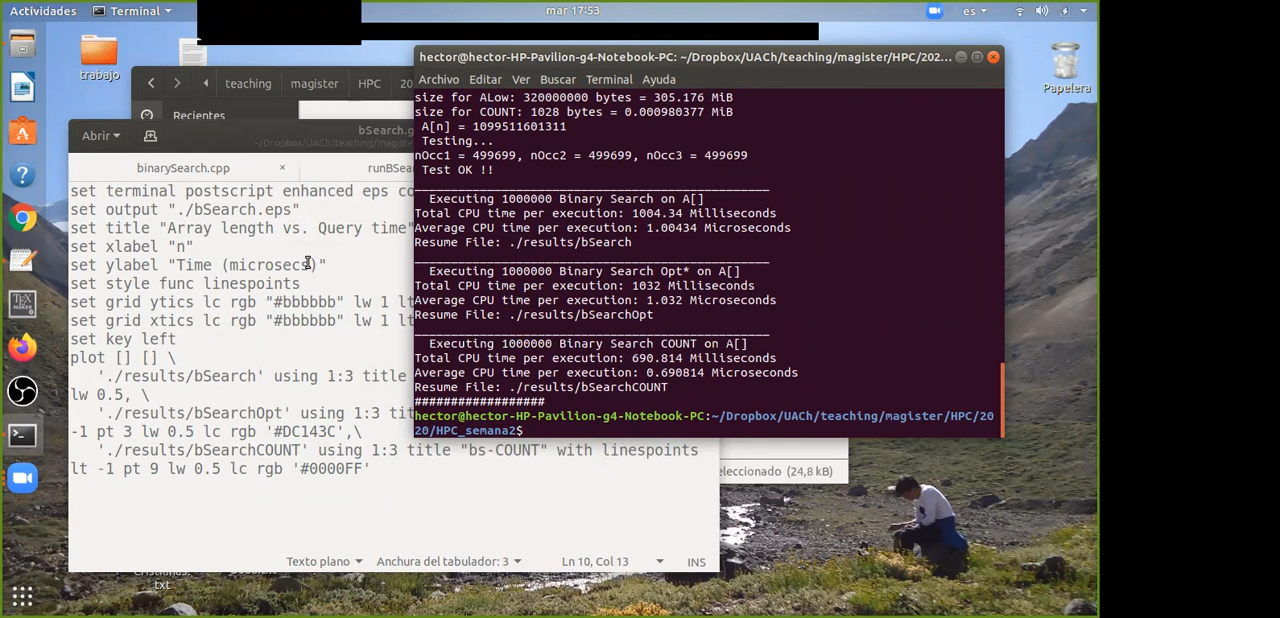 Actividades
Terminal
mar 17:53
es
trabajo
Papelera
teaching
magister
HPC
20
Recientes
Abrir
bSearch.g
binarySearch.cpp
×
runBSea
set terminal postscript enhanced eps co
set output "./bSearch.eps"
set title "Array length vs. Query time"
set xlabel "n"
set ylabel "Time (microsecs)"
set style func linespoints
set grid ytics lc rgb "#bbbbbb" lw 1 lt
set grid xtics lc rgb "#bbbbbb" lw 1 lt
set key left
plot [] [] \
'./results/bSearch' using 1:3 title
lw 0.5, \
'./results/bSearchOpt' using 1:3 tit
-1 pt 3 lw 0.5 lc rgb '#DC143C',\
'./results/bSearchCOUNT' using 1:3 title "bs-COUNT" with linespoints
lt -1 pt 9 lw 0.5 lc rgb '#0000FF'
Texto plano
Anchura del tabulador: 3
Ln 10, Col 13
INS
hector@hector-HP-Pavilion-g4-Notebook-PC: ~/Dropbox/UACh/teaching/magister/HPC/202...
Archivo Editar Ver Buscar Terminal Ayuda
size for ALow: 320000000 bytes = 305.176 MiB
size for COUNT: 1028 bytes = 0.000980377 MiB
A[n] = 1099511601311
Testing...
nOcc1 = 499699, nOcc2 = 499699, nOcc3 = 499699
Test OK !!
Executing 1000000 Binary Search on A[]
Total CPU time per execution: 1004.34 Milliseconds
Average CPU time per execution: 1.00434 Microseconds
Resume File: ./results/bSearch
Executing 1000000 Binary Search Opt* on A[]
Total CPU time per execution: 1032 Milliseconds
Average CPU time per execution: 1.032 Microseconds
Resume File: ./results/bSearchOpt
Executing 1000000 Binary Search COUNT on A[]
Total CPU time per execution: 690.814 Milliseconds
Average CPU time per execution: 0.690814 Microseconds
Resume File: ./results/bSearchCOUNT
##################
hector@hector-HP-Pavilion-g4-Notebook-PC:~/Dropbox/UACh/teaching/magister/HPC/20
20/HPC_semana2$
eleccionado (24,8 kB)
txt